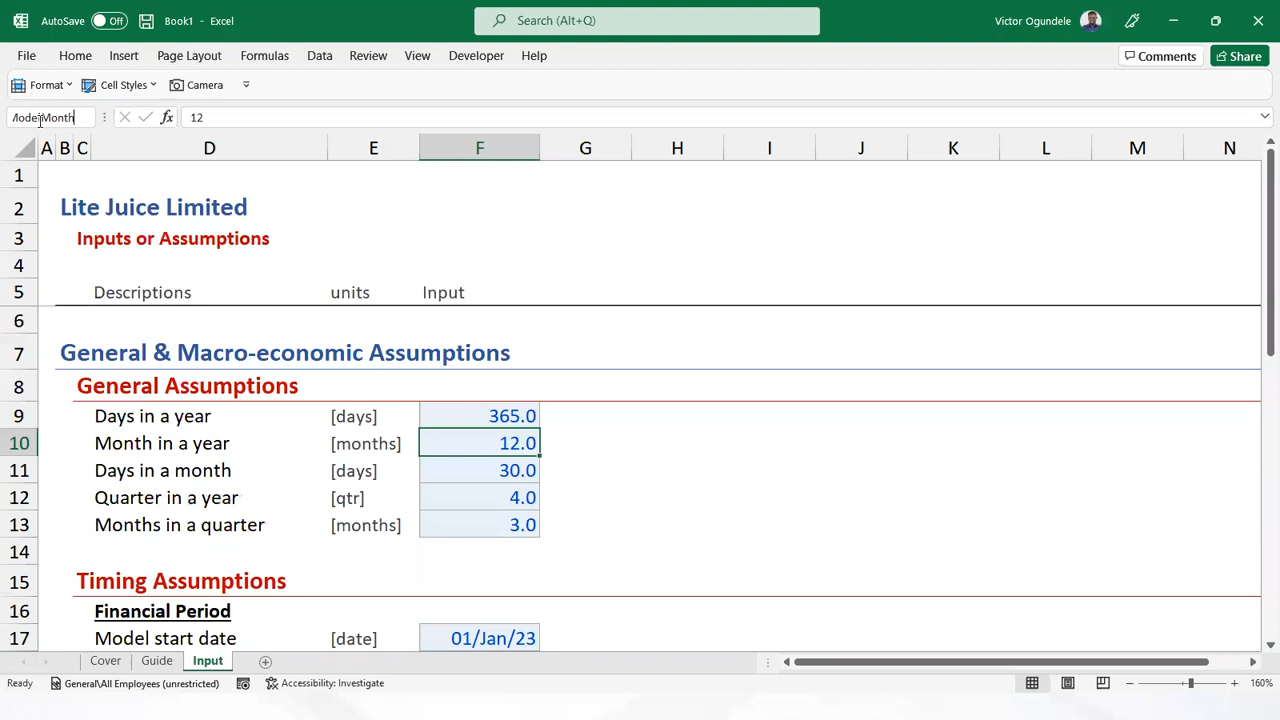 AutoSave Off Book1 - Excel Search (Alt+Q) Victor Ogundele
File Home Insert Page Layout Formulas Data Review View Developer Help Comments Share
Format Cell Styles Camera
fx 12
A B C D E F G H I J K L M N
1
2 Lite Juice Limited
3 Inputs or Assumptions
4
5 Descriptions units Input
6
7 General & Macro-economic Assumptions
8 General Assumptions
9 Days in a year [days] 365.0
10 Month in a year [months] 12.0
11 Days in a month [days] 30.0
12 Quarter in a year [qtr] 4.0
13 Months in a quarter [months] 3.0
14
15 Timing Assumptions
16 Financial Period
17 Model start date [date] 01/Jan/23
Cover Guide Input
Ready General\All Employees (unrestricted) Accessibility: Investigate 160%